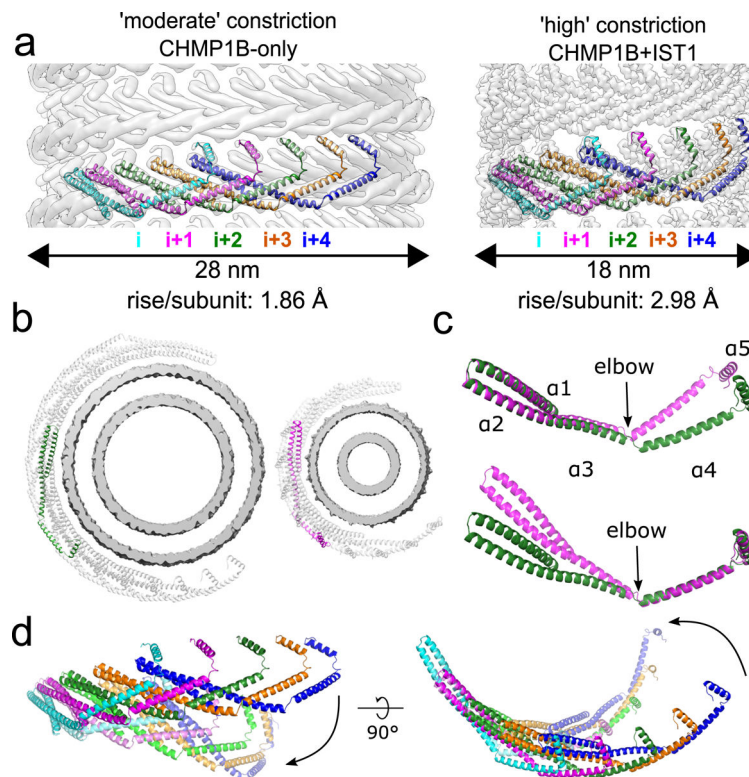 'moderate' constriction
CHMP1B-only
'high' constriction
CHMP1B+IST1
a
i i+1 i+2 i+3 i+4
28 nm
rise/subunit: 1.86 Å
i i+1 i+2 i+3 i+4
18 nm
rise/subunit: 2.98 Å
b
c
α5
elbow
α1
α2
α3
α4
elbow
d
90°